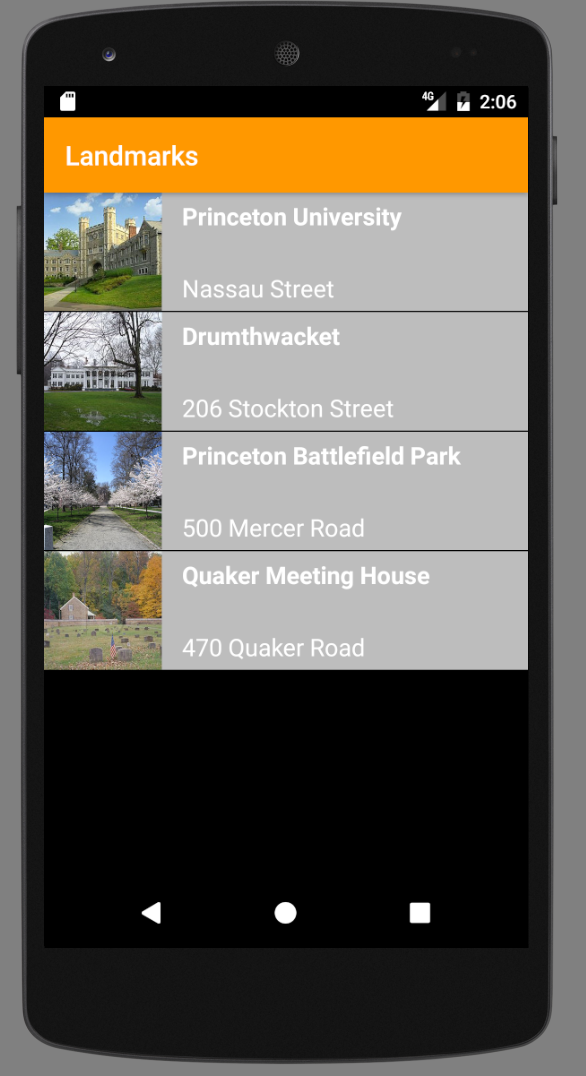 4G 2:06
Landmarks
Princeton University
Nassau Street
Drumthwacket
206 Stockton Street
Princeton Battlefield Park
500 Mercer Road
Quaker Meeting House
470 Quaker Road